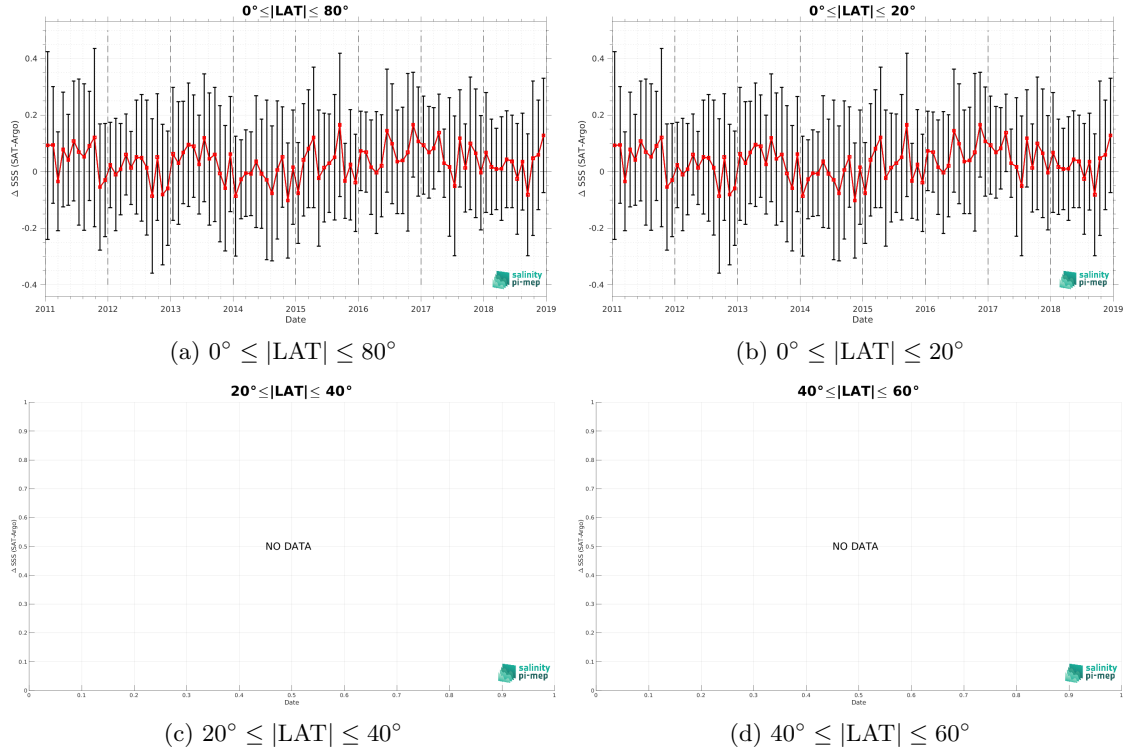 0°≤|LAT|≤ 80°
0.4
0.2
0
-0.2
-0.4
Δ SSS (SAT-Argo)
salinity
pi-mep
2011 2012 2013 2014 2015 2016 2017 2018 2019
Date
(a) 0° ≤ |LAT| ≤ 80°
0°≤|LAT|≤ 20°
0.4
0.2
0
-0.2
-0.4
Δ SSS (SAT-Argo)
salinity
pi-mep
2011 2012 2013 2014 2015 2016 2017 2018 2019
Date
(b) 0° ≤ |LAT| ≤ 20°
20°≤|LAT|≤ 40°
1
0.9
0.8
0.7
0.6
0.5
0.4
0.3
0.2
0.1
0
Δ SSS (SAT-Argo)
NO DATA
salinity
pi-mep
0 0.1 0.2 0.3 0.4 0.5 0.6 0.7 0.8 0.9 1
Date
(c) 20° ≤ |LAT| ≤ 40°
40°≤|LAT|≤ 60°
1
0.9
0.8
0.7
0.6
0.5
0.4
0.3
0.2
0.1
0
Δ SSS (SAT-Argo)
NO DATA
salinity
pi-mep
0 0.1 0.2 0.3 0.4 0.5 0.6 0.7 0.8 0.9 1
Date
(d) 40° ≤ |LAT| ≤ 60°